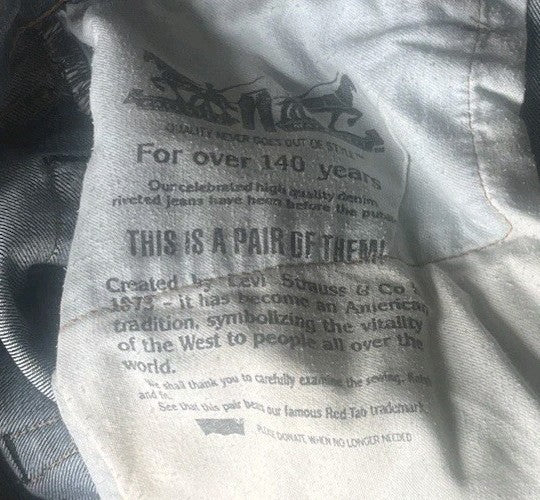 QUALITY NEVER GOES OUT OF STYLE™
For over 140 years
Our celebrated high quality denim
riveted jeans have been before the public
THIS IS A PAIR OF THEM!
Created by Levi Strauss & Co
1873 - it has become an American
tradition, symbolizing the vitality
of the West to people all over the
world.
We shall thank you to carefully examine the sewing,
and fit.
See that this pair bears our famous Red Tab trademark
PLEASE DONATE WHEN NO LONGER NEEDED